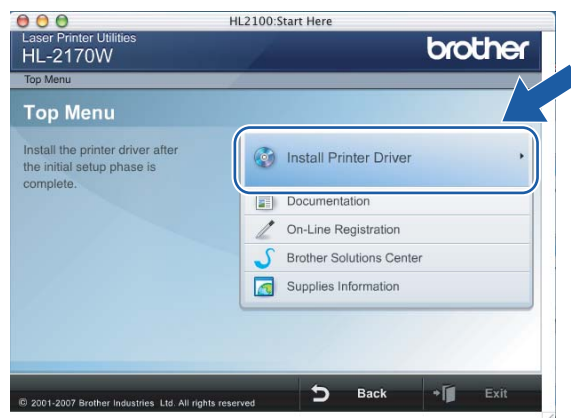 HL2100:Start Here
Laser Printer Utilities
HL-2170W
brother
Top Menu
Top Menu
Install the printer driver after
the initial setup phase is
complete.
Install Printer Driver
Documentation
On-Line Registration
Brother Solutions Center
Supplies Information
© 2001-2007 Brother Industries Ltd. All rights reserved
Back
Exit